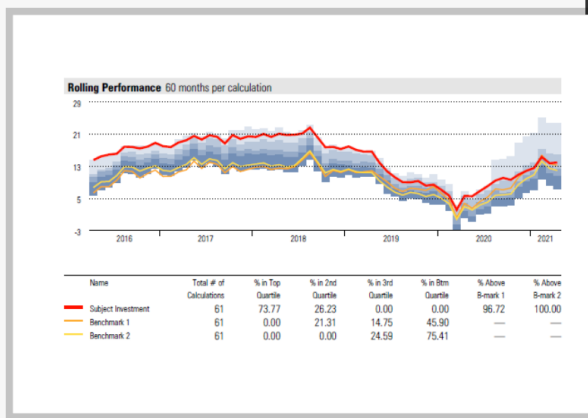 Rolling Performance 60 months per calculation
29
21
13
5
-3
2016 2017 2018 2019 2020 2021
Name Total # of % in Top % in 2nd % in 3rd % in Btm % Above % Above
Calculations Quartile Quartile Quartile Quartile B-mark 1 B-mark 2
Subject Investment 61 73.77 26.23 0.00 0.00 96.72 100.00
Benchmark 1 61 0.00 21.31 14.75 45.90 — —
Benchmark 2 61 0.00 0.00 24.59 75.41 — —